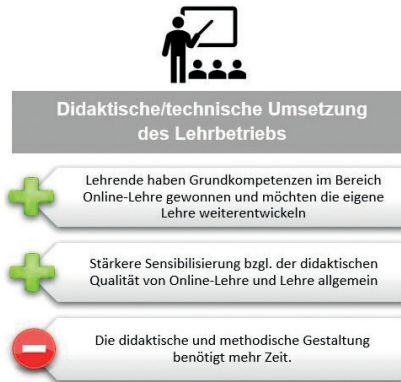 Didaktische/technische Umsetzung
des Lehrbetriebs
Lehrende haben Grundkompetenzen im Bereich
Online-Lehre gewonnen und möchten die eigene
Lehre weiterentwickeln
Stärkere Sensibilisierung bzgl. der didaktischen
Qualität von Online-Lehre und Lehre allgemein
Die didaktische und methodische Gestaltung
benötigt mehr Zeit.